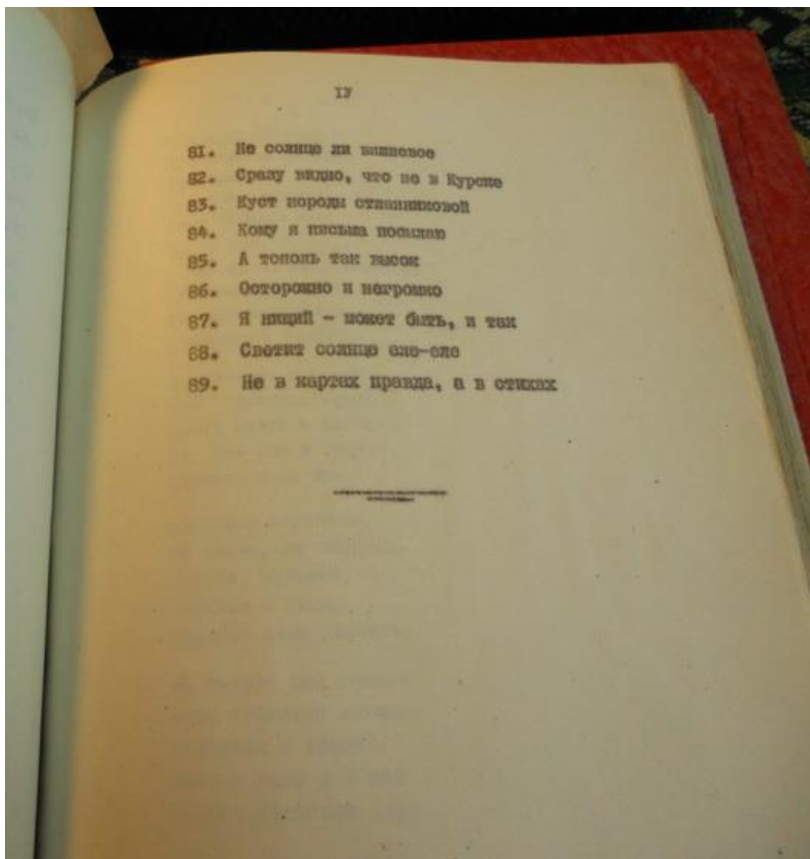 IУ
81. Не солнце ли вишневое
82. Сразу видно, что не в Курске
83. Куст породы стланниковой
84. Кому я письма посылаю
85. А тополь так высок
86. Осторожно и негромко
87. Я нищий - может быть, и так
88. Светит солнце еле-еле
89. Не в картах правда, а в стихах